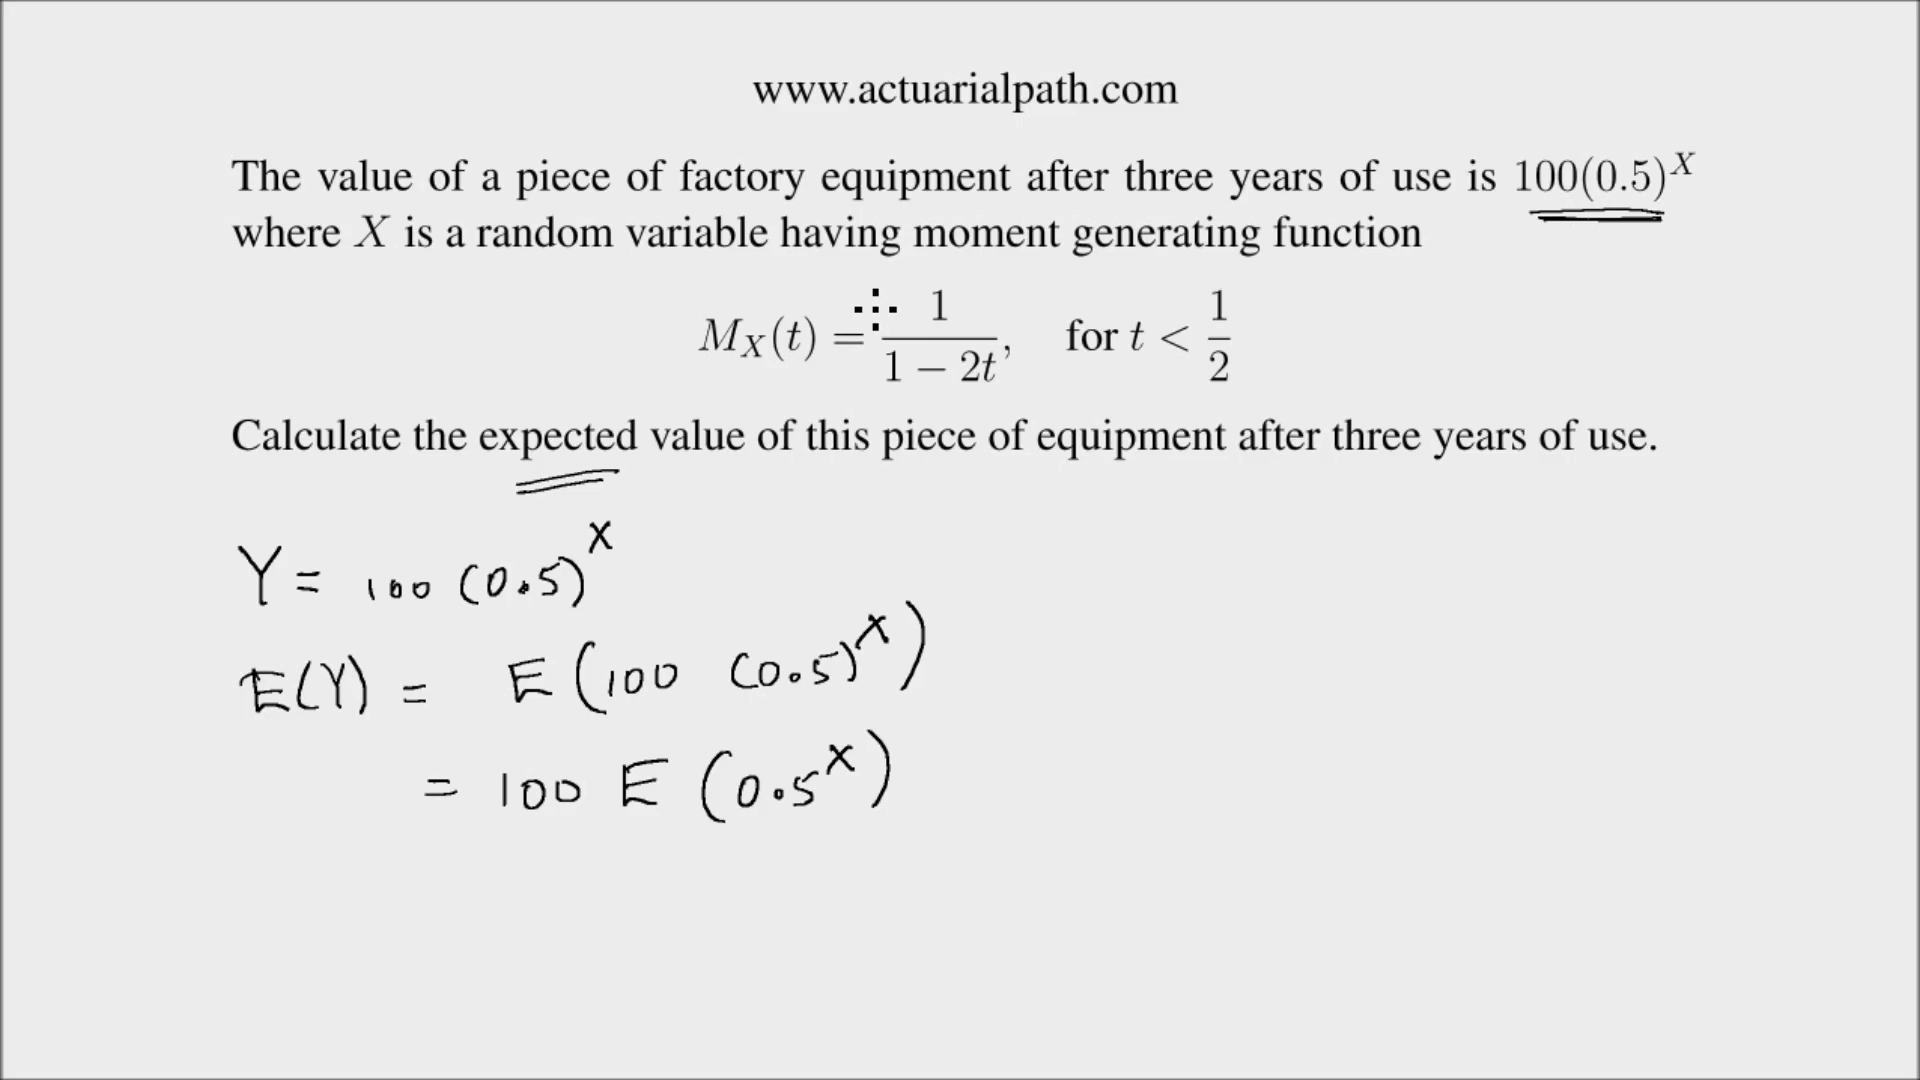 www.actuarialpath.com
The value of a piece of factory equipment after three years of use is 100(0.5)^X
where X is a random variable having moment generating function
M_X(t) = 1/(1 − 2t), for t < 1/2
Calculate the expected value of this piece of equipment after three years of use.
Y = 100 (0.5)^X
E(Y) = E(100 (0.5)^X)
= 100 E (0.5^X)